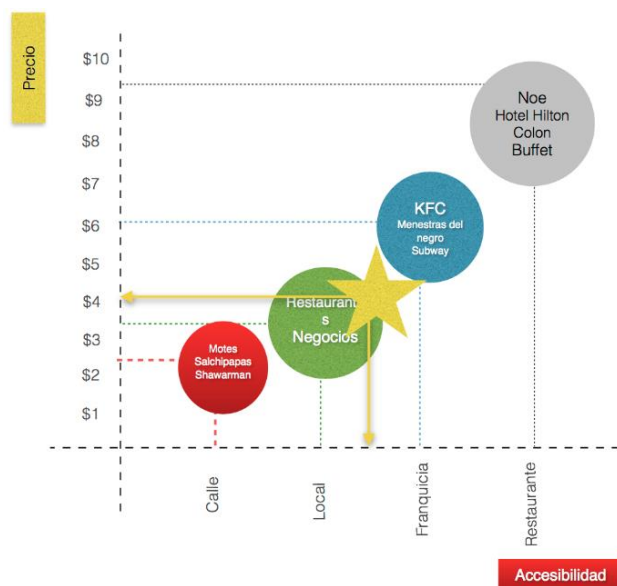 Precio
$10
$9
$8
$7
$6
$5
$4
$3
$2
$1
Noe
Hotel Hilton
Colon
Buffet
KFC
Menestras del
negro
Subway
Restaurante
s
Negocios
Motes
Salchipapas
Shawarman
Calle
Local
Franquicia
Restaurante
Accesibilidad